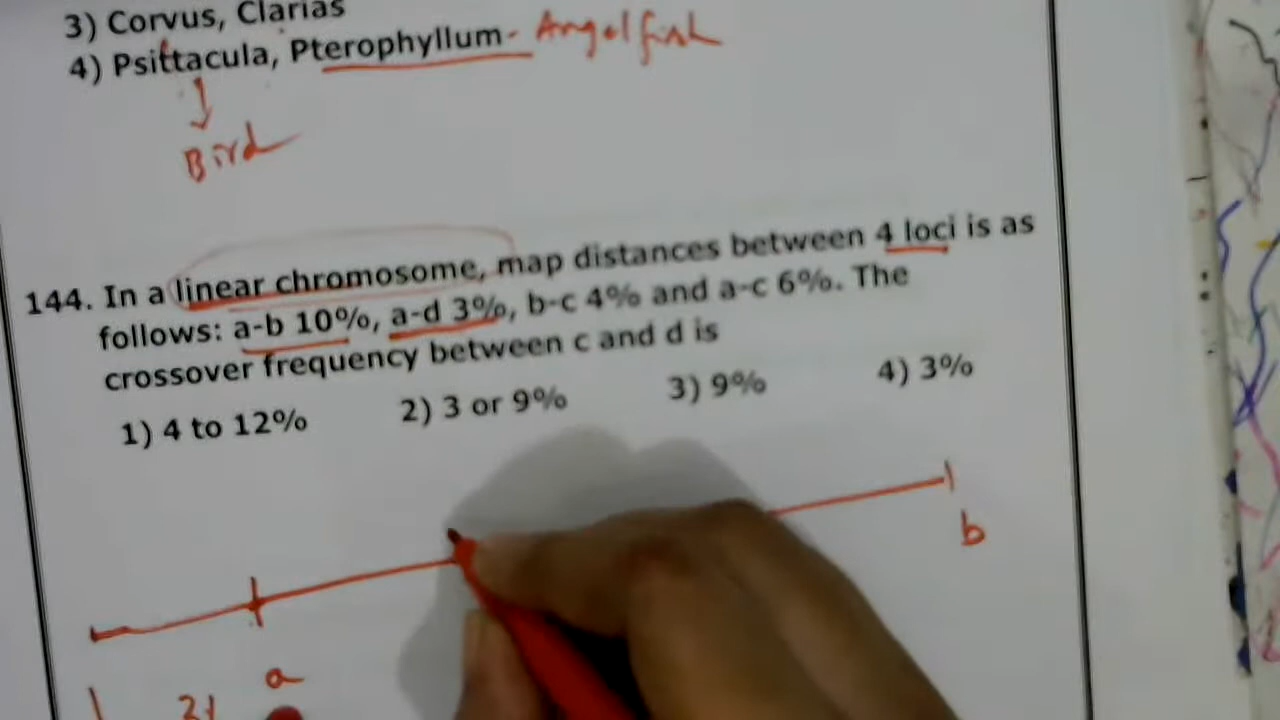 3) Corvus, Clarias
4) Psittacula, Pterophyllum - Angel fish
Bird
144. In a linear chromosome, map distances between 4 loci is as
follows: a-b 10%, a-d 3%, b-c 4% and a-c 6%. The
crossover frequency between c and d is
1) 4 to 12% 2) 3 or 9% 3) 9% 4) 3%
b
a